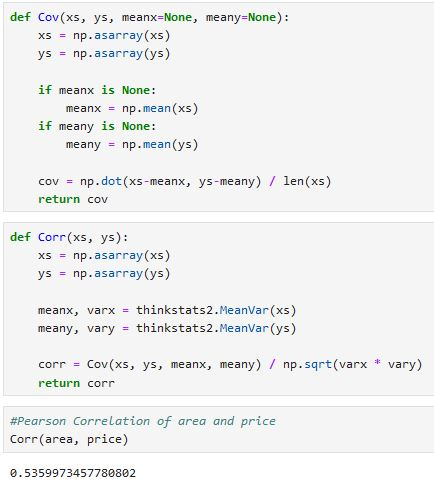 def Cov(xs, ys, meanx=None, meany=None):
    xs = np.asarray(xs)
    ys = np.asarray(ys)

    if meanx is None:
        meanx = np.mean(xs)
    if meany is None:
        meany = np.mean(ys)

    cov = np.dot(xs-meanx, ys-meany) / len(xs)
    return cov

def Corr(xs, ys):
    xs = np.asarray(xs)
    ys = np.asarray(ys)

    meanx, varx = thinkstats2.MeanVar(xs)
    meany, vary = thinkstats2.MeanVar(ys)

    corr = Cov(xs, ys, meanx, meany) / np.sqrt(varx * vary)
    return corr

#Pearson Correlation of area and price
Corr(area, price)

0.5359973457780802